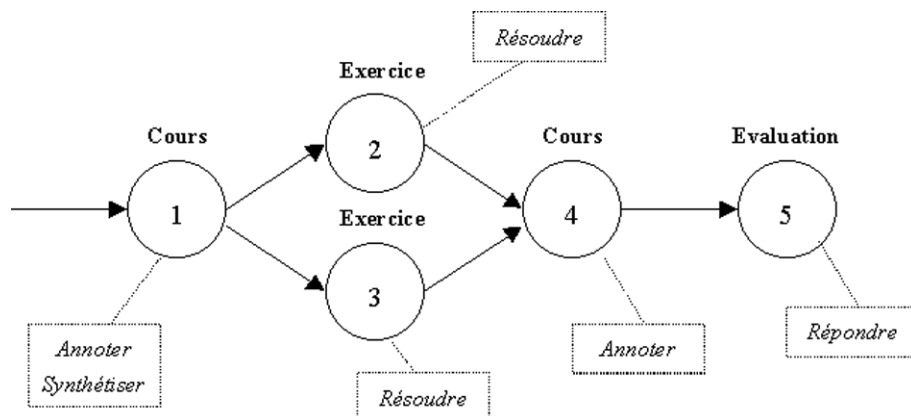 Résoudre
Exercice
2
Cours
1
Exercice
3
Cours
4
Evaluation
5
Annoter
Synthétiser
Résoudre
Annoter
Répondre